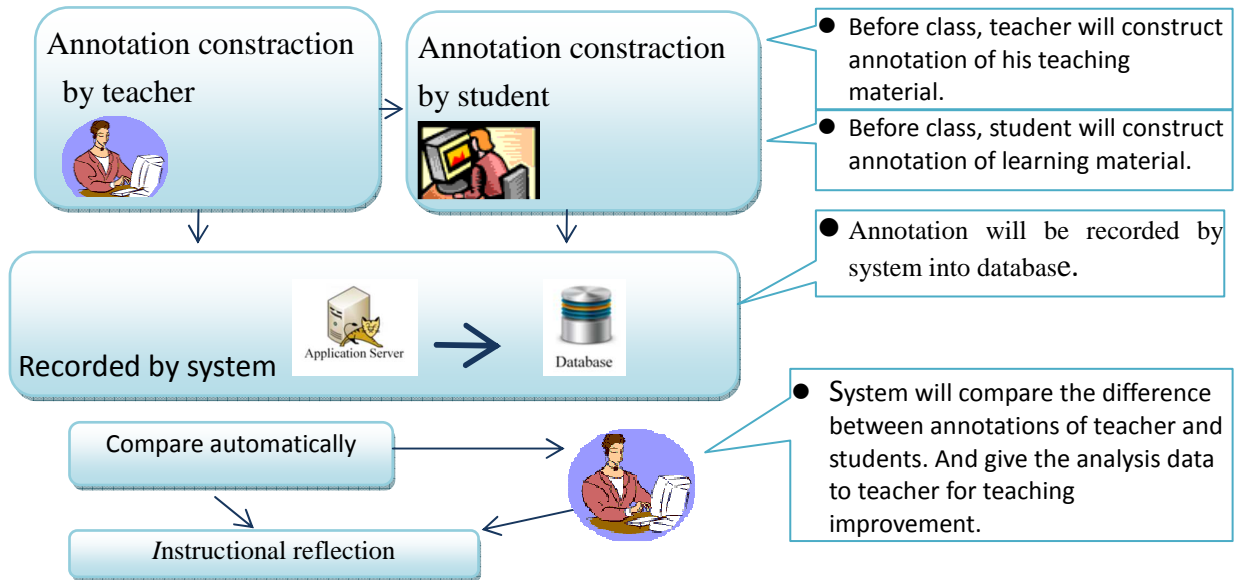 Annotation constraction
by teacher
Annotation constraction
by student
● Before class, teacher will construct
annotation of his teaching
material.
● Before class, student will construct
annotation of learning material.
● Annotation will be recorded by
system into database.
Recorded by system
Application Server
Database
Compare automatically
● System will compare the difference
between annotations of teacher and
students. And give the analysis data
to teacher for teaching
improvement.
Instructional reflection